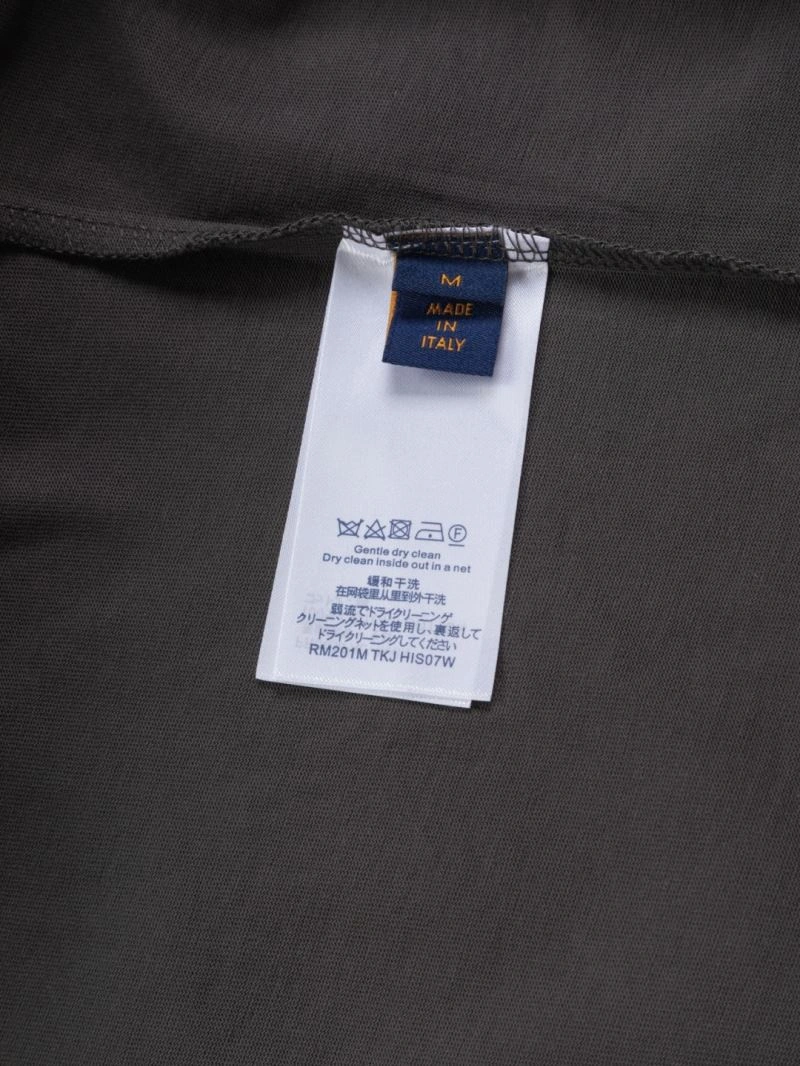 M
MADE
IN
ITALY
F
Gentle dry clean
Dry clean inside out in a net
缓和干洗
在网袋里从里到外干洗
弱流でドライクリーニング
クリーニングネットを使用し、裏返して
ドライクリーニングしてください
RM201M TKJ HIS07W